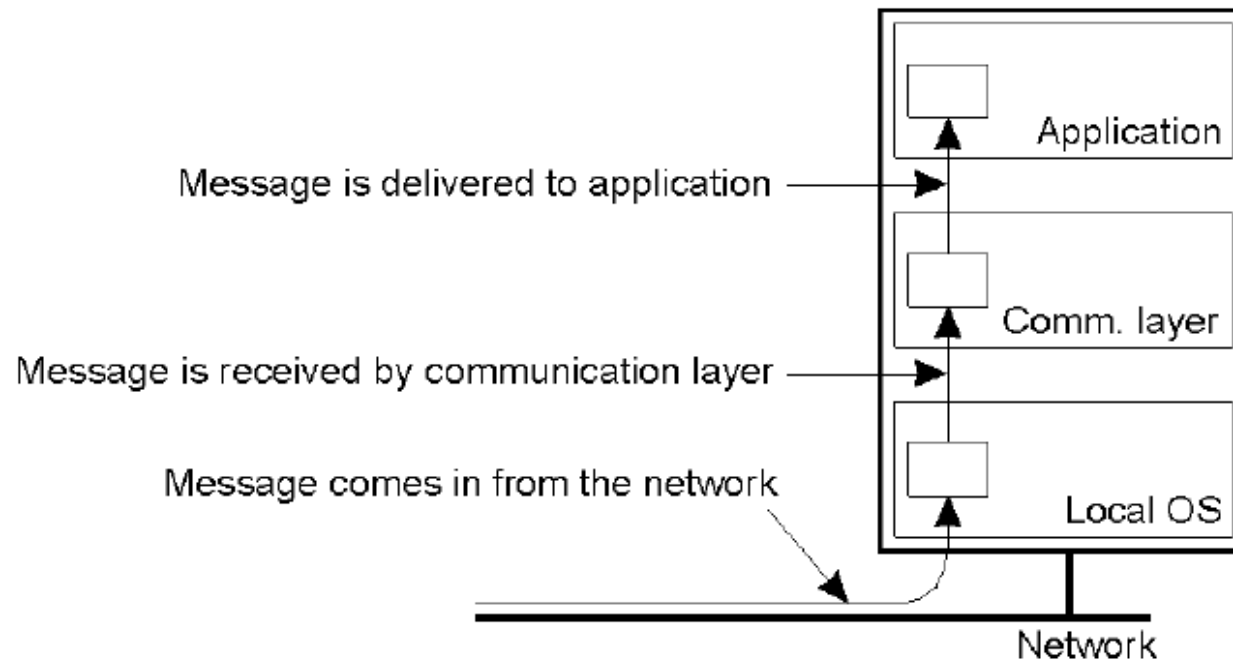 Application
Message is delivered to application
Comm. layer
Message is received by communication layer
Message comes in from the network
Local OS
Network